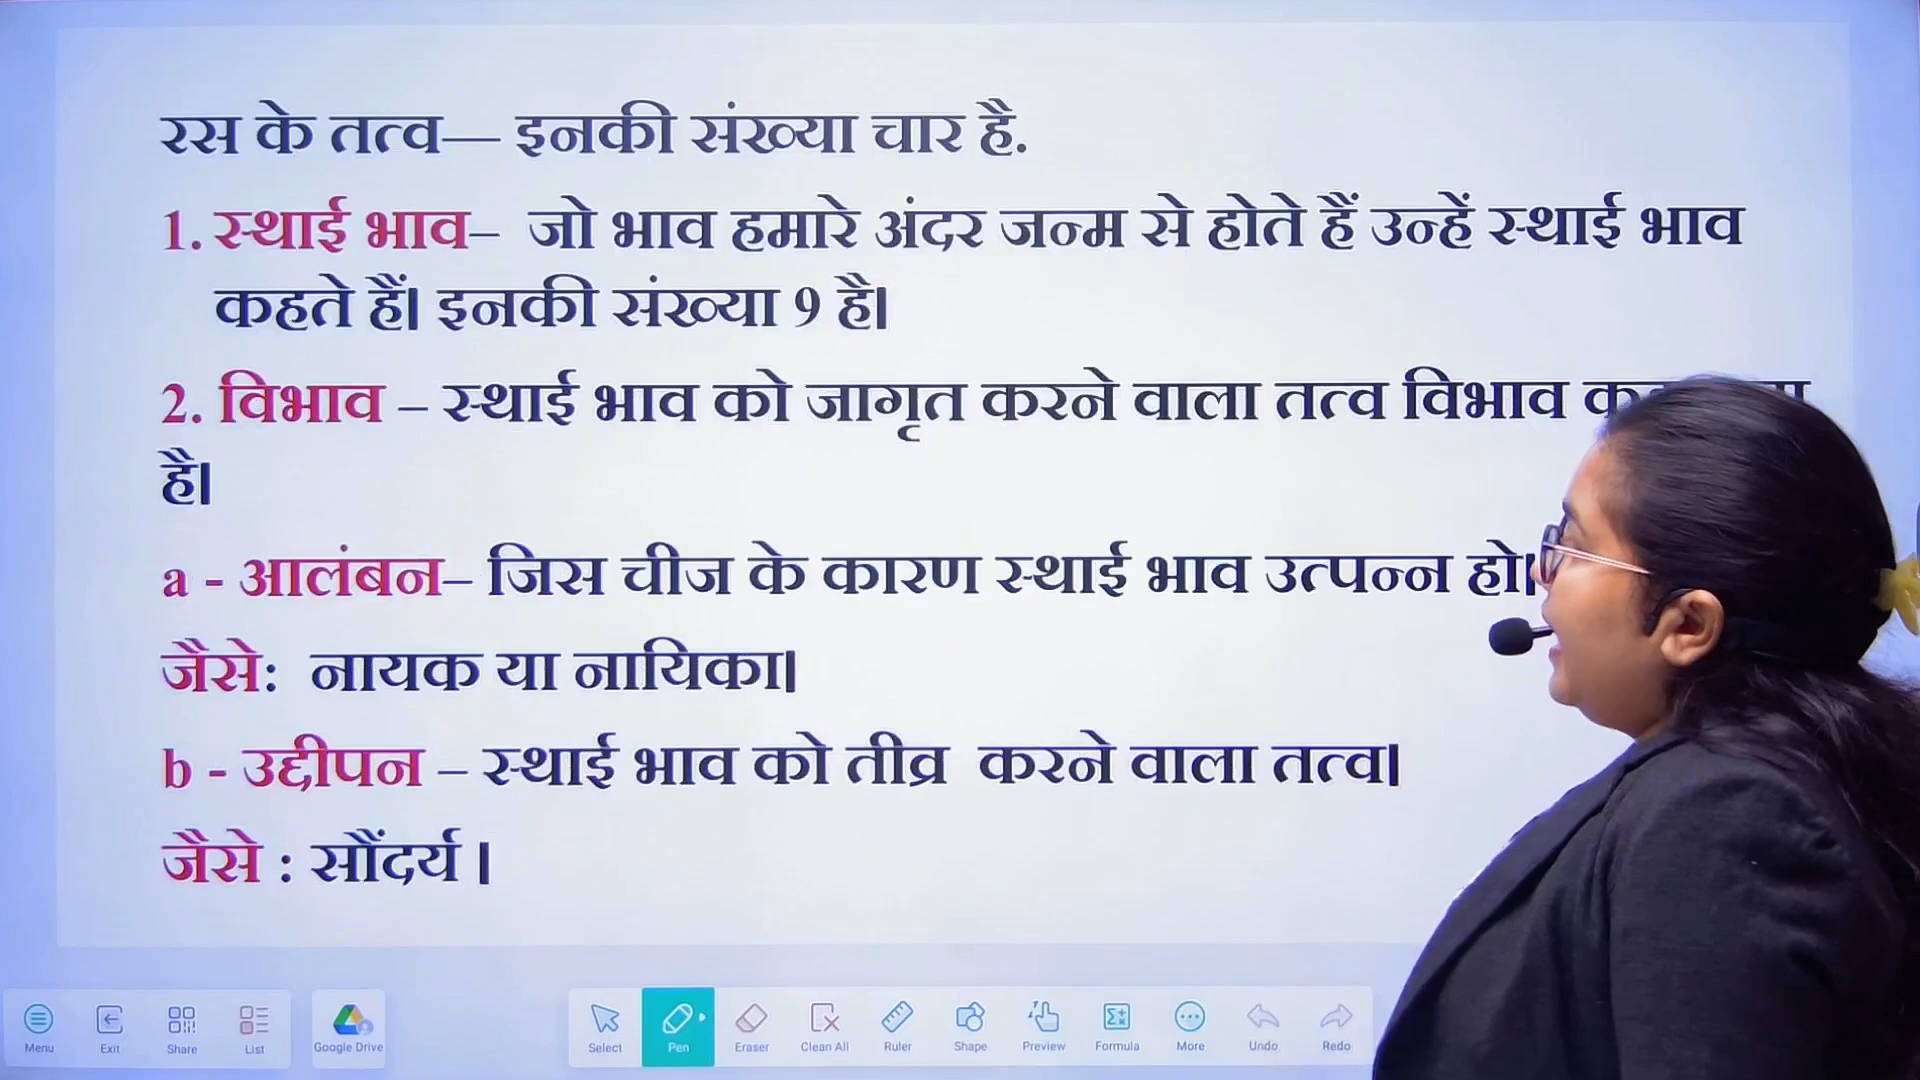 रस के तत्व— इनकी संख्या चार है.
1. स्थाई भाव– जो भाव हमारे अंदर जन्म से होते हैं उन्हें स्थाई भाव
कहते हैं। इनकी संख्या 9 है।
2. विभाव – स्थाई भाव को जागृत करने वाला तत्व विभाव
है।
a - आलंबन– जिस चीज के कारण स्थाई भाव उत्पन्न हो।
जैसे: नायक या नायिका।
b - उद्दीपन – स्थाई भाव को तीव्र करने वाला तत्व।
जैसे : सौंदर्य ।
Menu Exit Share List Google Drive Select Pen Eraser Clean All Ruler Shape Preview Formula More Undo Redo